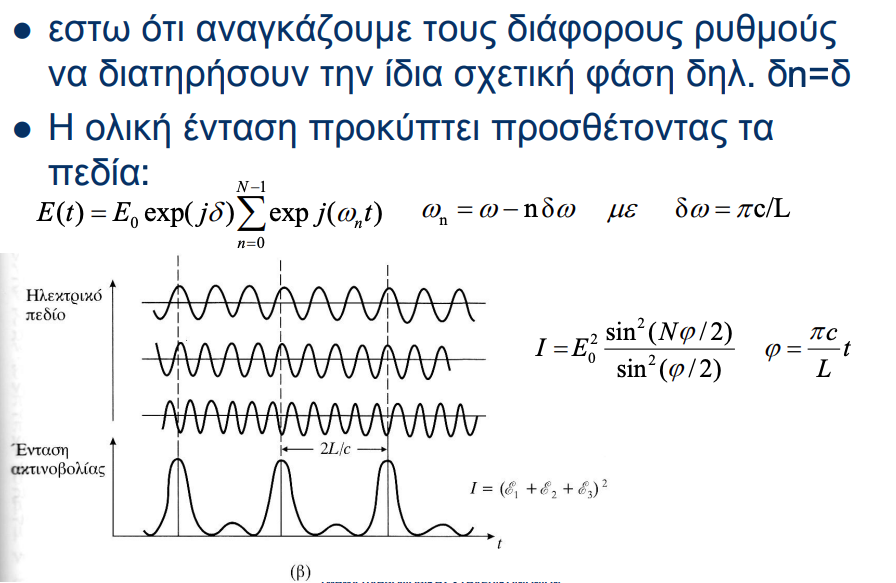 • εστω ότι αναγκάζουμε τους διάφορους ρυθμούς
να διατηρήσουν την ίδια σχετική φάση δηλ. δn=δ
• Η ολική ένταση προκύπτει προσθέτοντας τα
πεδία:
E(t) = E₀ exp(jδ) ∑_{n=0}^{N−1} exp j(ωₙt) ωₙ = ω − nδω με δω = πc/L
Ηλεκτρικό
πεδίο
I = E₀² sin²(Nφ/2) / sin²(φ/2) φ = (πc/L) t
Ένταση
ακτινοβολίας
2L/c
I = (ℰ₁ + ℰ₂ + ℰ₃)²
t
(β)